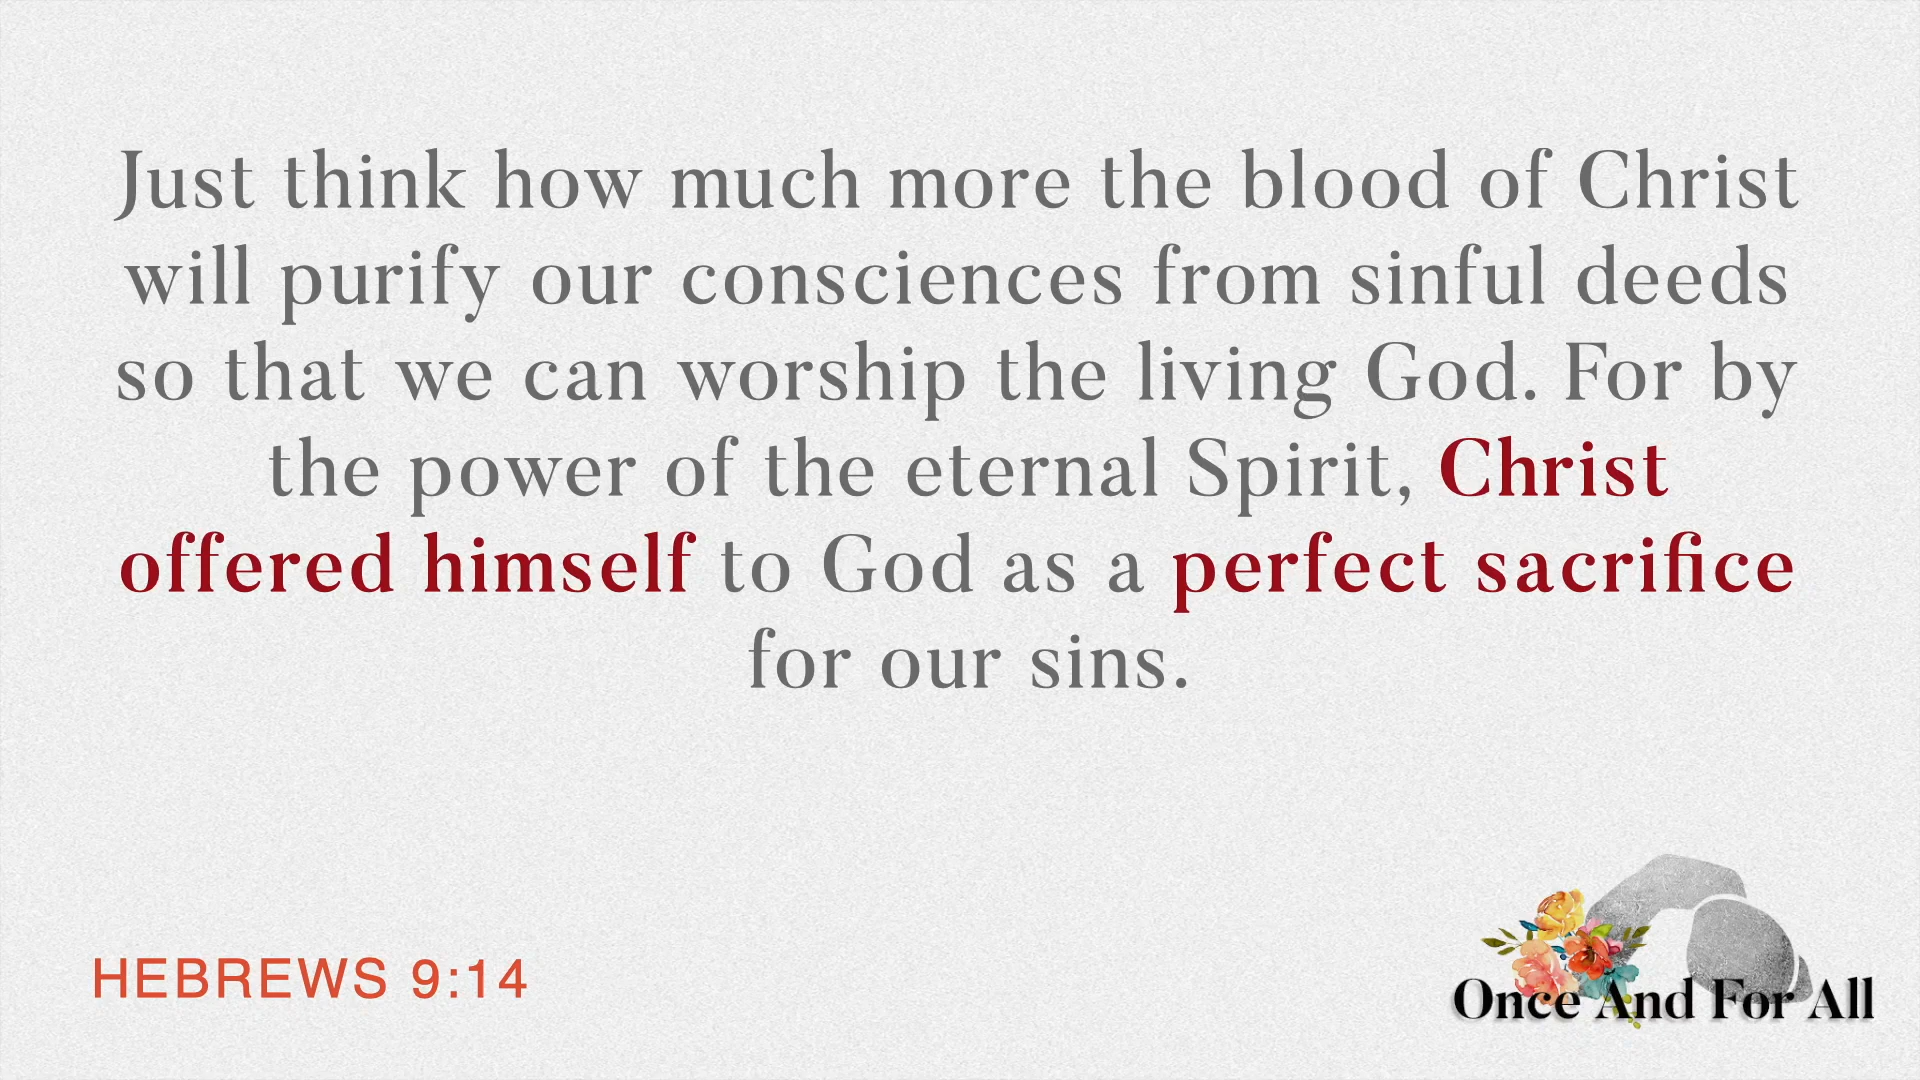 Just think how much more the blood of Christ
will purify our consciences from sinful deeds
so that we can worship the living God. For by
the power of the eternal Spirit, Christ
offered himself to God as a perfect sacrifice
for our sins.
HEBREWS 9:14
Once And For All